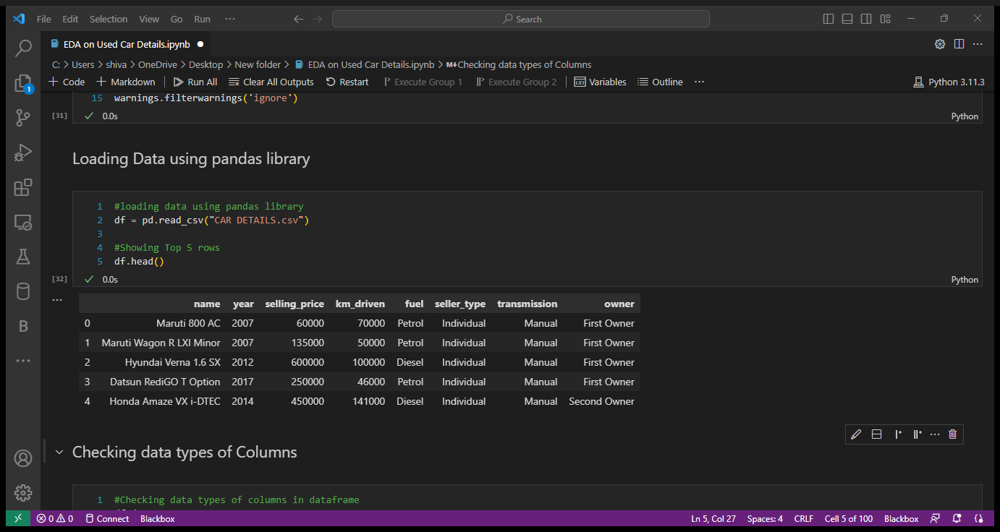 File Edit Selection View Go Run ··· Search
EDA on Used Car Details.ipynb
C: > Users > shiva > OneDrive > Desktop > New folder > EDA on Used Car Details.ipynb > M↓Checking data types of Columns
+ Code + Markdown | Run All Clear All Outputs Restart Execute Group 1 Execute Group 2 | Variables Outline ··· Python 3.11.3
15 warnings.filterwarnings('ignore')
[31] ✓ 0.0s Python
Loading Data using pandas library
1 #loading data using pandas library
2 df = pd.read_csv("CAR DETAILS.csv")
3
4 #Showing Top 5 rows
5 df.head()
[32] ✓ 0.0s Python
name year selling_price km_driven fuel seller_type transmission owner
0 Maruti 800 AC 2007 60000 70000 Petrol Individual Manual First Owner
1 Maruti Wagon R LXI Minor 2007 135000 50000 Petrol Individual Manual First Owner
2 Hyundai Verna 1.6 SX 2012 600000 100000 Diesel Individual Manual First Owner
3 Datsun RediGO T Option 2017 250000 46000 Petrol Individual Manual First Owner
4 Honda Amaze VX i-DTEC 2014 450000 141000 Diesel Individual Manual Second Owner
Checking data types of Columns
1 #Checking data types of columns in dataframe
1
B
0 0 Connect Blackbox Ln 5, Col 27 Spaces: 4 CRLF Cell 5 of 100 Blackbox